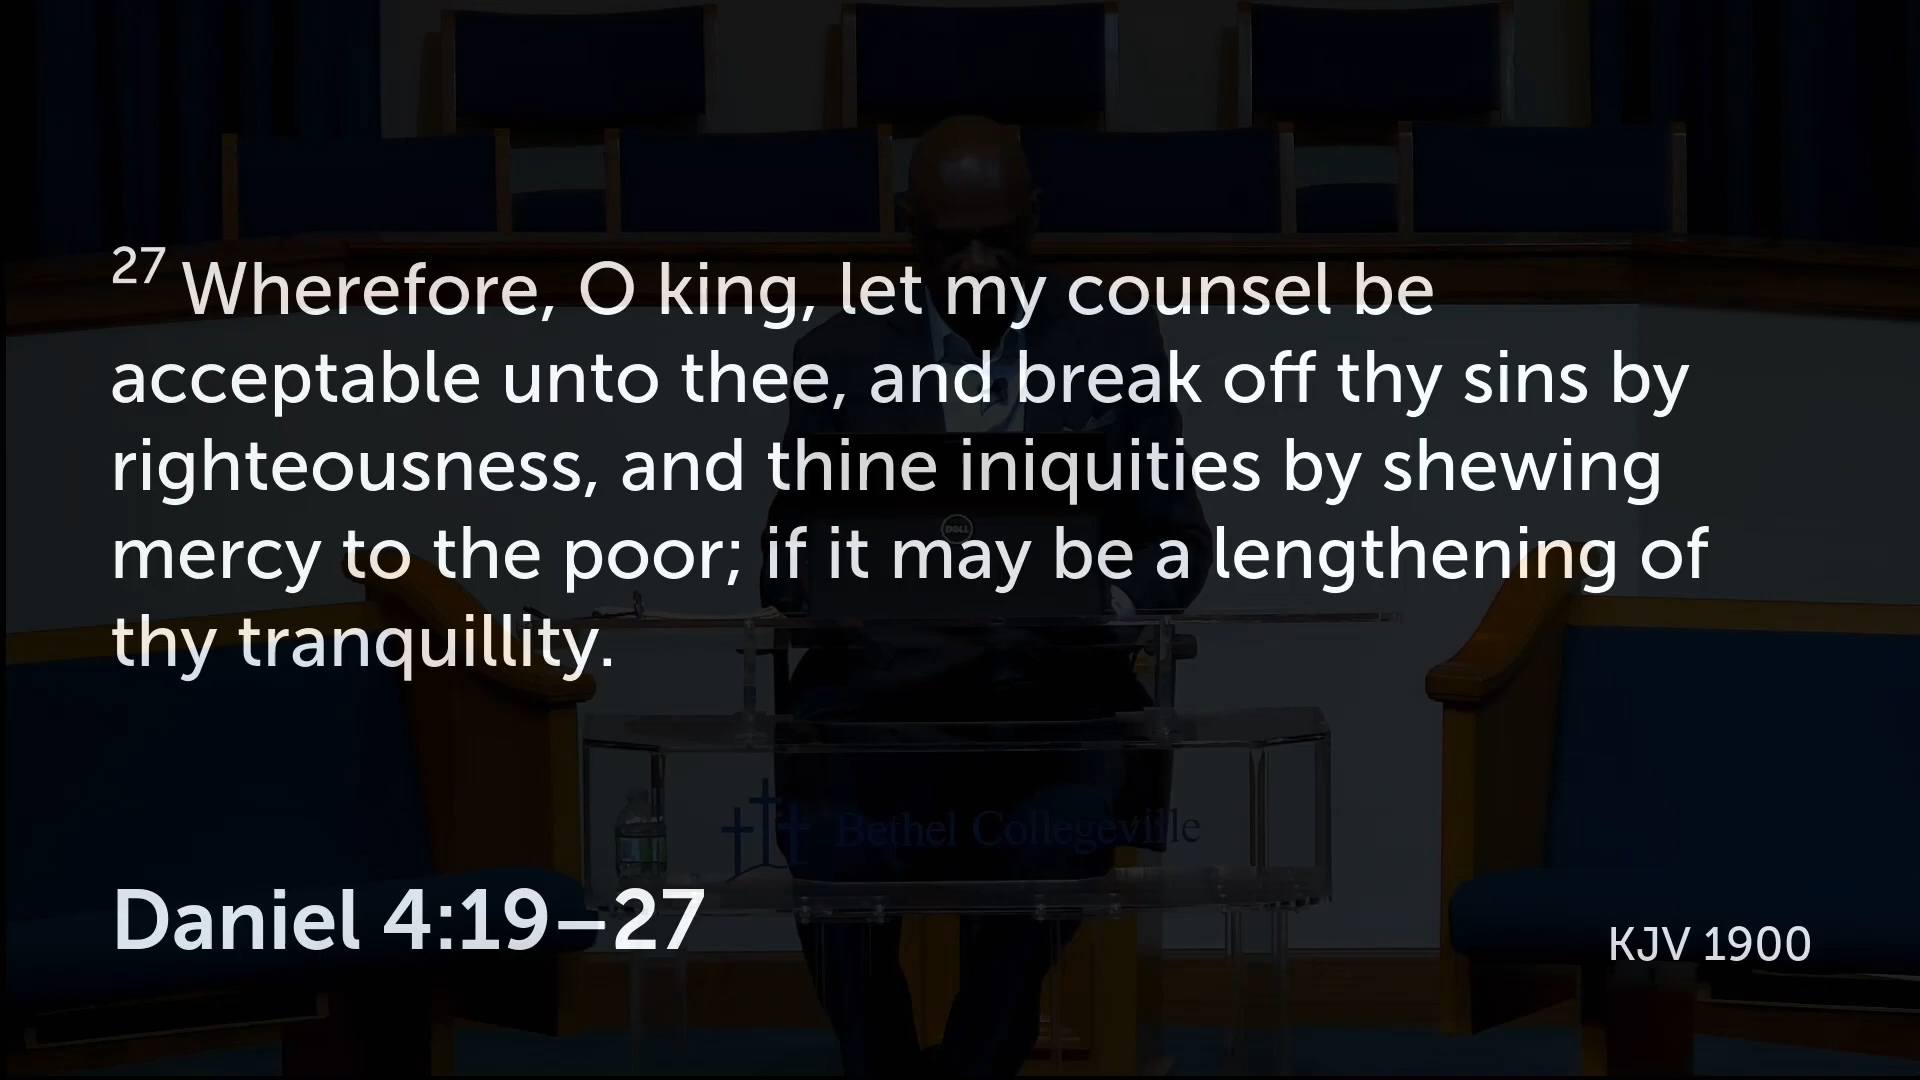 27 Wherefore, O king, let my counsel be
acceptable unto thee, and break off thy sins by
righteousness, and thine iniquities by shewing
mercy to the poor; if it may be a lengthening of
thy tranquillity.
DELL
Bethel Collegeville
Daniel 4:19–27
KJV 1900